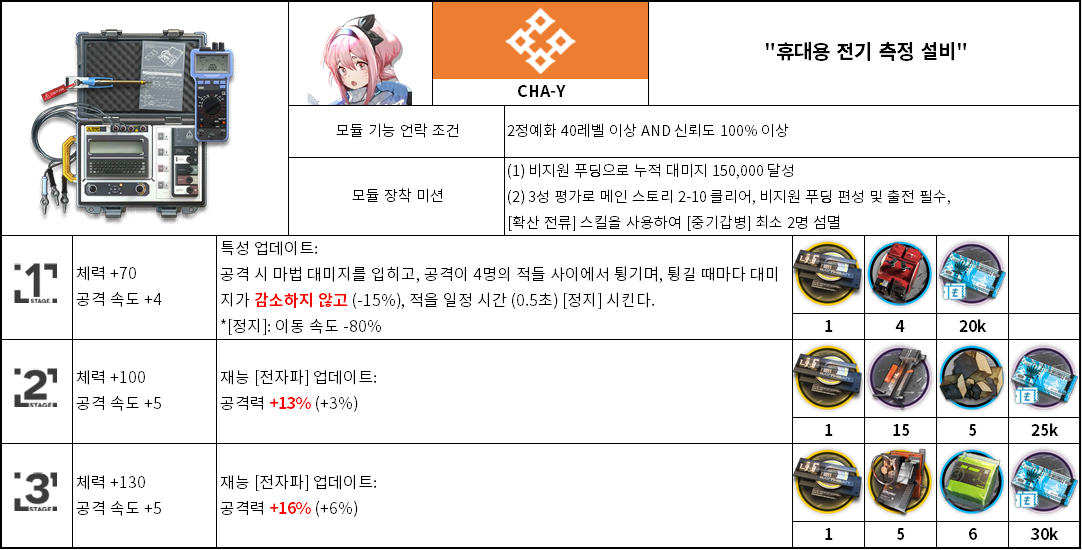 "휴대용 전기 측정 설비"
CHA-Y
모듈 기능 언락 조건
2정예화 40레벨 이상 AND 신뢰도 100% 이상
모듈 장착 미션
(1) 비지원 푸딩으로 누적 대미지 150,000 달성
(2) 3성 평가로 메인 스토리 2-10 클리어, 비지원 푸딩 편성 및 출전 필수,
[확산 전류] 스킬을 사용하여 [중기갑병] 최소 2명 섬멸
1
STAGE
체력 +70
공격 속도 +4
특성 업데이트:
공격 시 마법 대미지를 입히고, 공격이 4명의 적들 사이에서 튕기며, 튕길 때마다 대미
지가 감소하지 않고 (-15%), 적을 일정 시간 (0.5초) [정지] 시킨다.
*[정지]: 이동 속도 -80%
1
4
20k
2
STAGE
체력 +100
공격 속도 +5
재능 [전자파] 업데이트:
공격력 +13% (+3%)
1
15
5
25k
3
STAGE
체력 +130
공격 속도 +5
재능 [전자파] 업데이트:
공격력 +16% (+6%)
1
5
6
30k